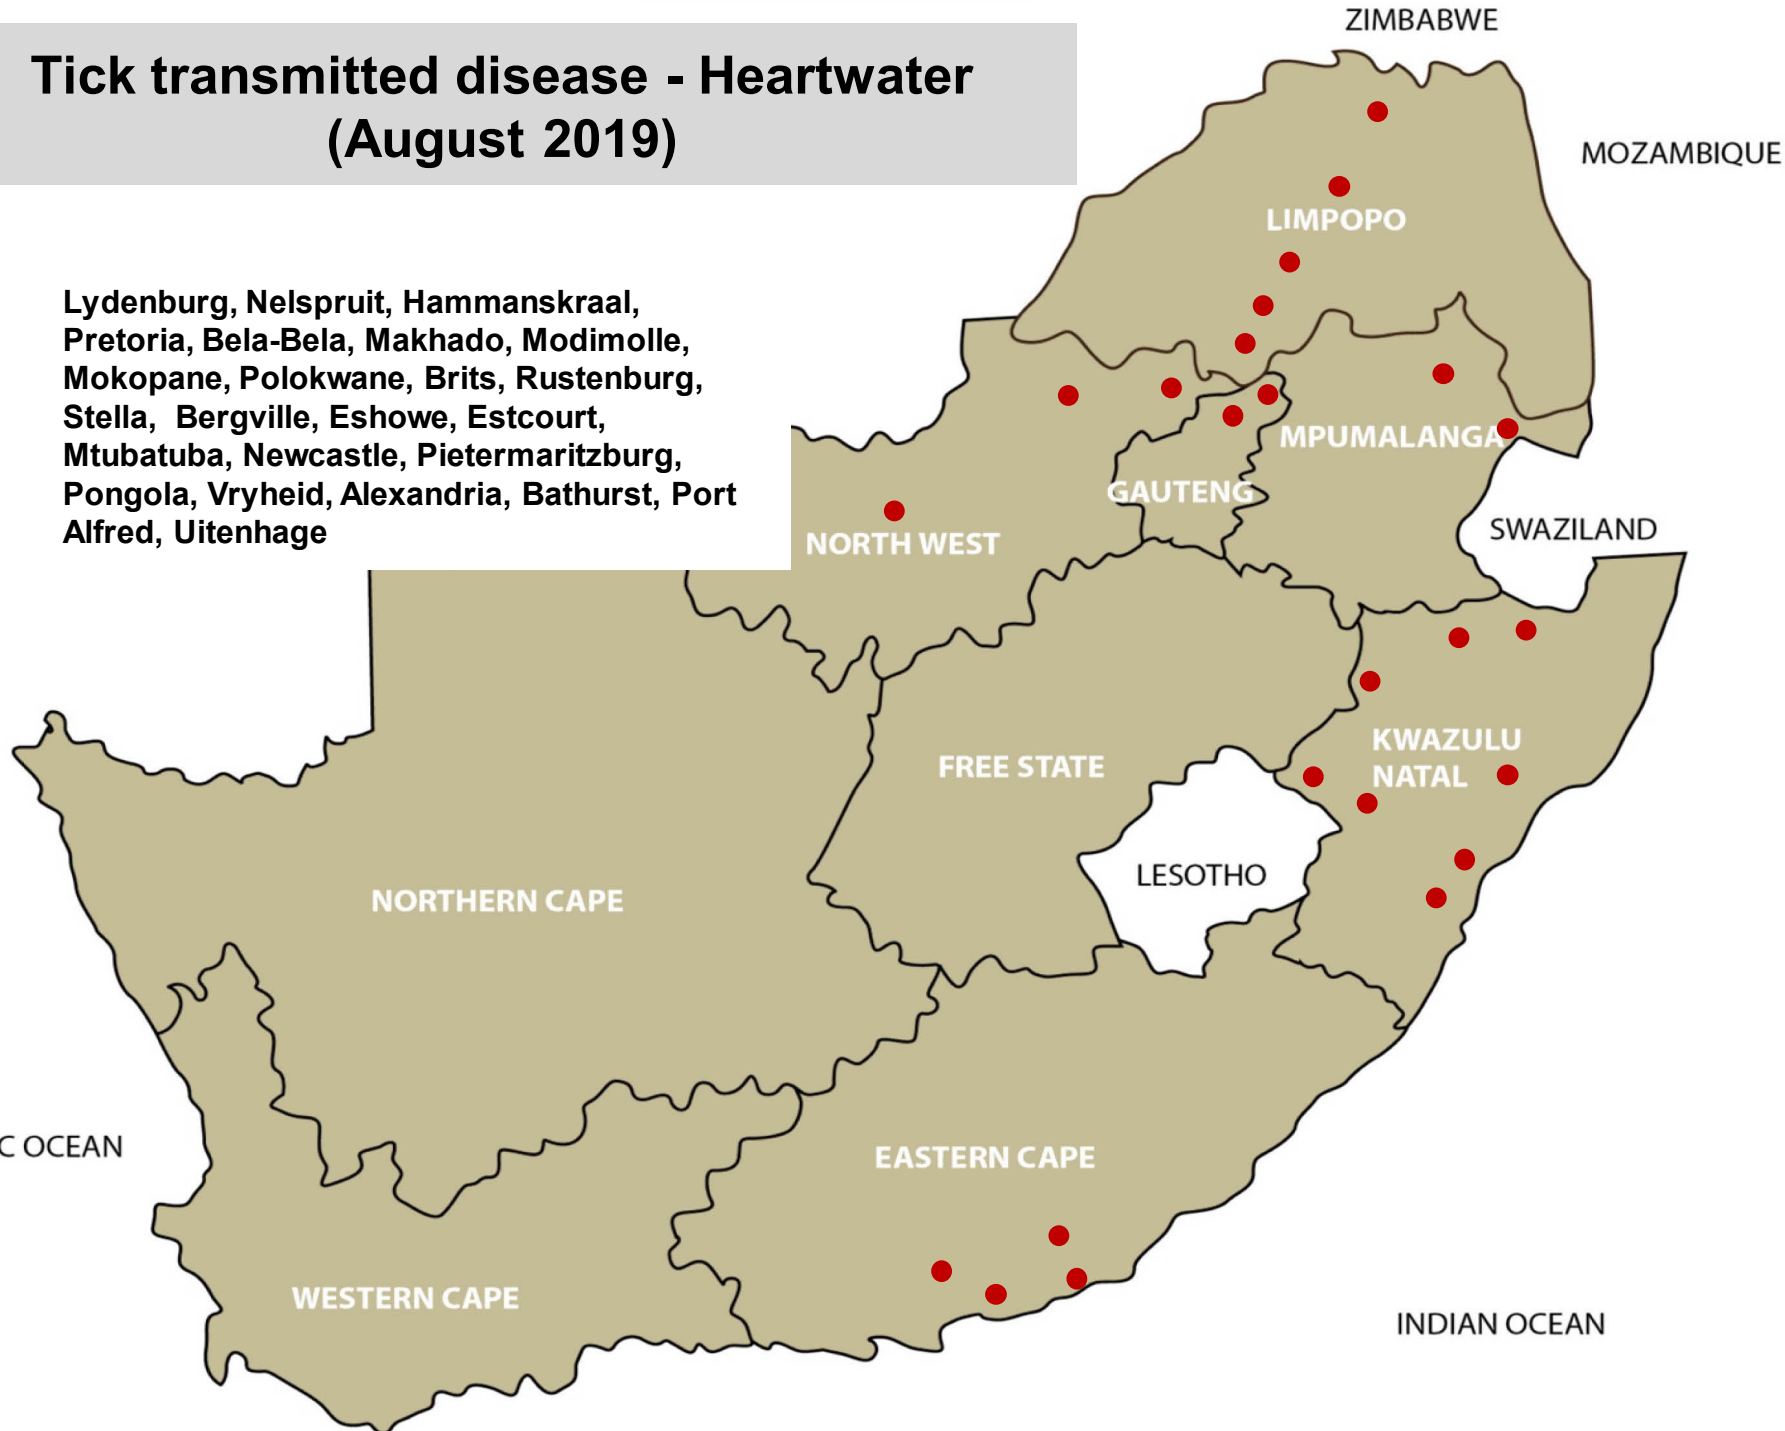 Tick transmitted disease - Heartwater
(August 2019)
Lydenburg, Nelspruit, Hammanskraal,
Pretoria, Bela-Bela, Makhado, Modimolle,
Mokopane, Polokwane, Brits, Rustenburg,
Stella, Bergville, Eshowe, Estcourt,
Mtubatuba, Newcastle, Pietermaritzburg,
Pongola, Vryheid, Alexandria, Bathurst, Port
Alfred, Uitenhage
ZIMBABWE
MOZAMBIQUE
LIMPOPO
MPUMALANGA
GAUTENG
SWAZILAND
NORTH WEST
KWAZULU
NATAL
FREE STATE
LESOTHO
NORTHERN CAPE
C OCEAN
EASTERN CAPE
WESTERN CAPE
INDIAN OCEAN